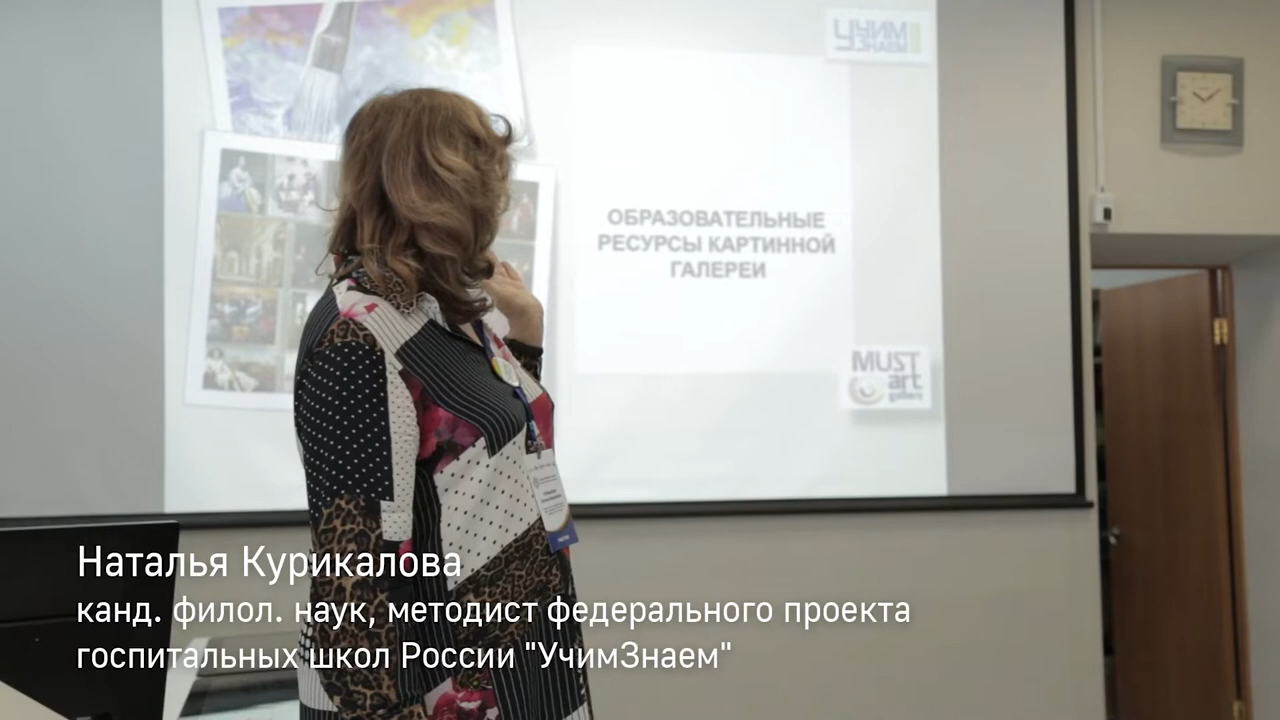 УЧИМ
ЗНАЕМ
ОБРАЗОВАТЕЛЬНЫЕ
РЕСУРСЫ КАРТИННОЙ
ГАЛЕРЕИ
MUST
art
gallery
Наталья Курикалова
канд. филол. наук, методист федерального проекта
госпитальных школ России "УчимЗнаем"